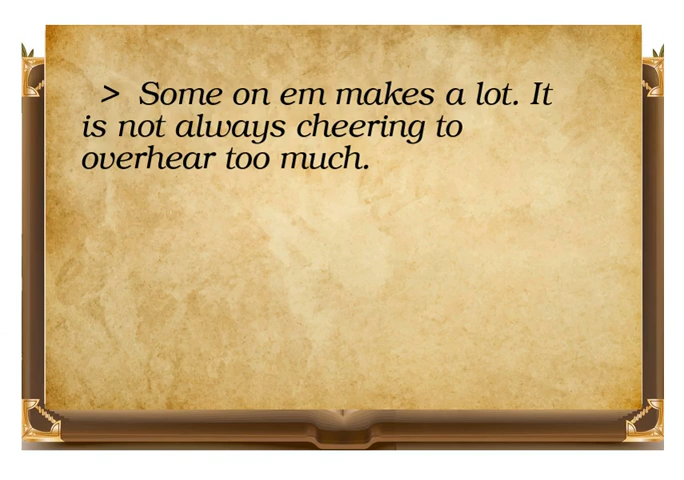 > Some on em makes a lot. It
is not always cheering to
overhear too much.